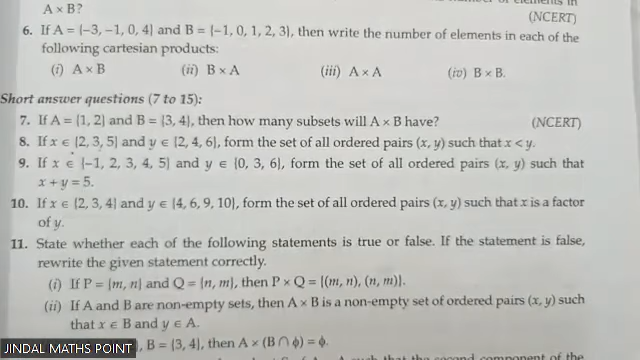 A × B?
(NCERT)
6. If A = {–3, –1, 0, 4} and B = {–1, 0, 1, 2, 3}, then write the number of elements in each of the
following cartesian products:
(i) A × B (ii) B × A (iii) A × A (iv) B × B.
Short answer questions (7 to 15):
7. If A = {1, 2} and B = {3, 4}, then how many subsets will A × B have? (NCERT)
8. If x ∈ {2, 3, 5} and y ∈ {2, 4, 6}, form the set of all ordered pairs (x, y) such that x < y.
9. If x ∈ {–1, 2, 3, 4, 5} and y ∈ {0, 3, 6}, form the set of all ordered pairs (x, y) such that
x + y = 5.
10. If x ∈ {2, 3, 4} and y ∈ {4, 6, 9, 10}, form the set of all ordered pairs (x, y) such that x is a factor
of y.
11. State whether each of the following statements is true or false. If the statement is false,
rewrite the given statement correctly.
(i) If P = {m, n} and Q = {n, m}, then P × Q = {(m, n), (n, m)}.
(ii) If A and B are non-empty sets, then A × B is a non-empty set of ordered pairs (x, y) such
that x ∈ B and y ∈ A.
JINDAL MATHS POINT
B = {3, 4}, then A × (B ∩ ϕ) = ϕ.
that the second component of the